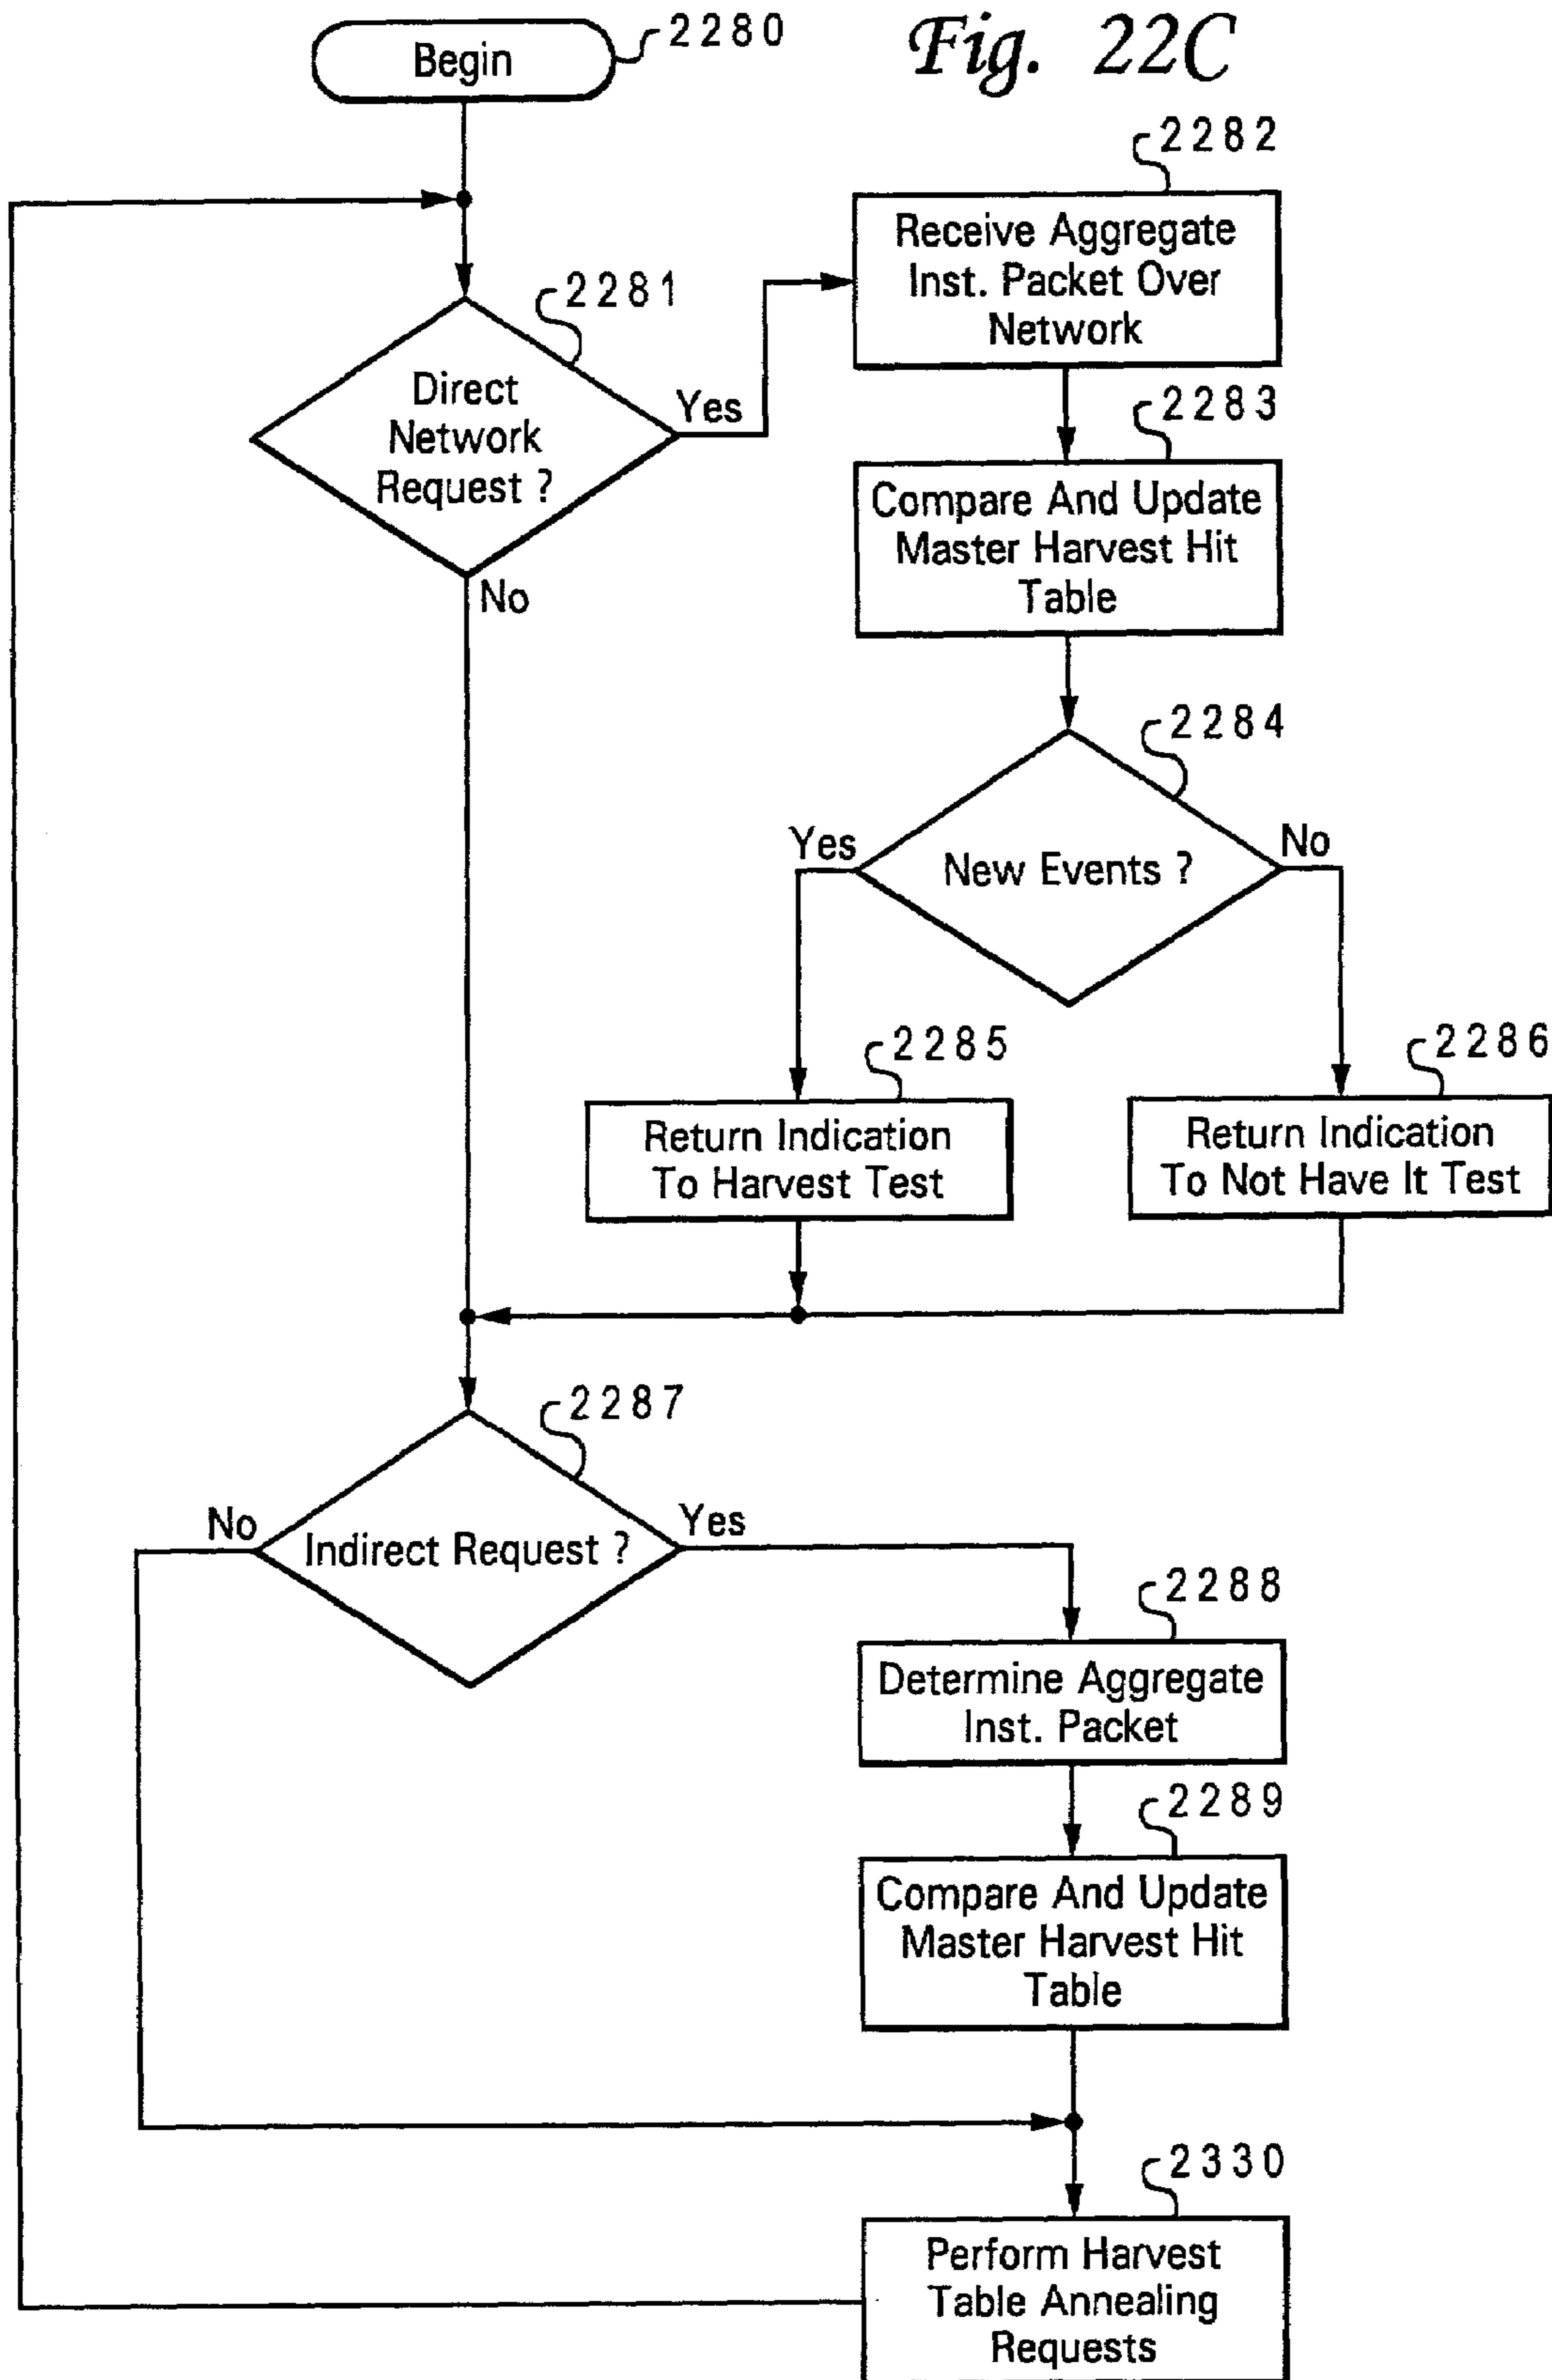 Fig. 22C
Begin
2280
2281
Direct
Network
Request ?
Yes
No
2282
Receive Aggregate
Inst. Packet Over
Network
2283
Compare And Update
Master Harvest Hit
Table
2284
New Events ?
Yes
No
2285
Return Indication
To Harvest Test
2286
Return Indication
To Not Have It Test
2287
Indirect Request ?
No
Yes
2288
Determine Aggregate
Inst. Packet
2289
Compare And Update
Master Harvest Hit
Table
2330
Perform Harvest
Table Annealing
Requests